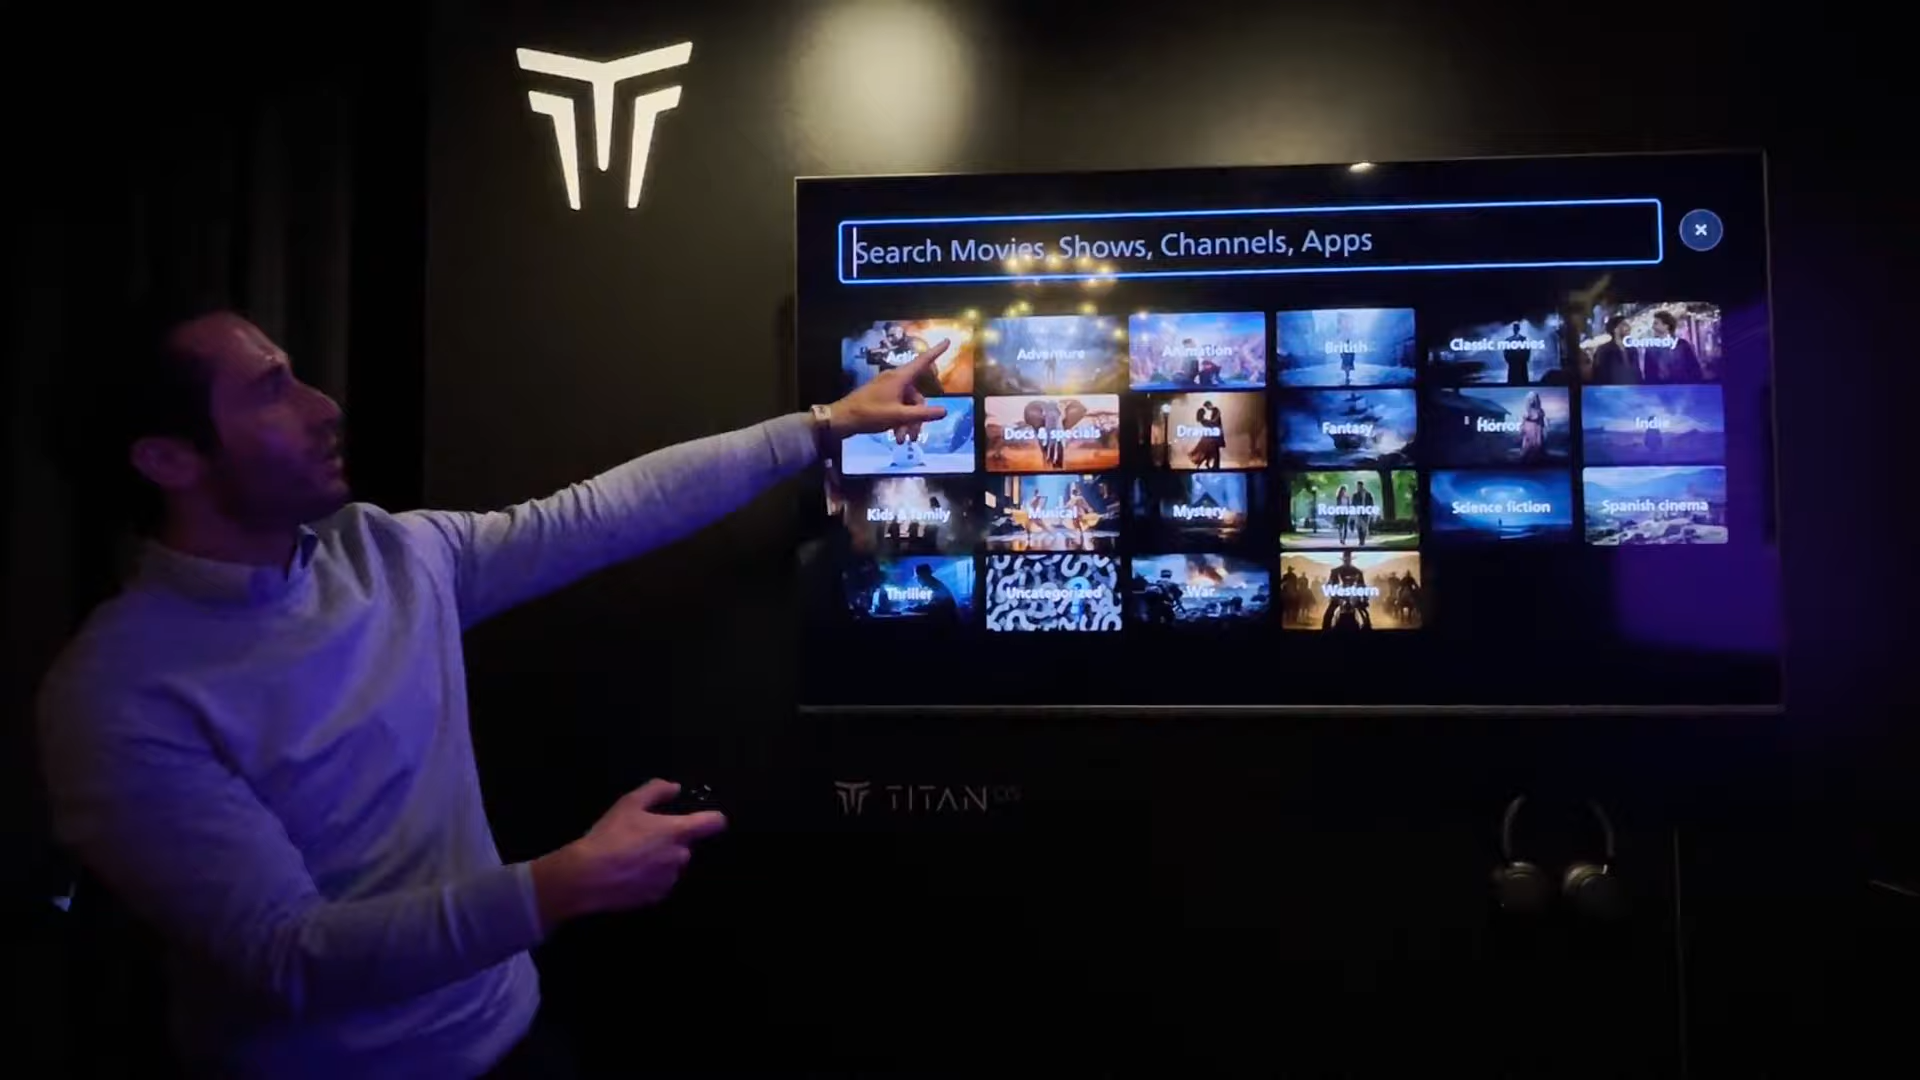 Search Movies, Shows, Channels, Apps
Adventure
Animation
British
Classic movies
Comedy
Docs & specials
Drama
Fantasy
Horror
Indie
Kids & family
Musical
Mystery
Romance
Science fiction
Spanish cinema
Thriller
Uncategorized
War
Western
TITAN OS